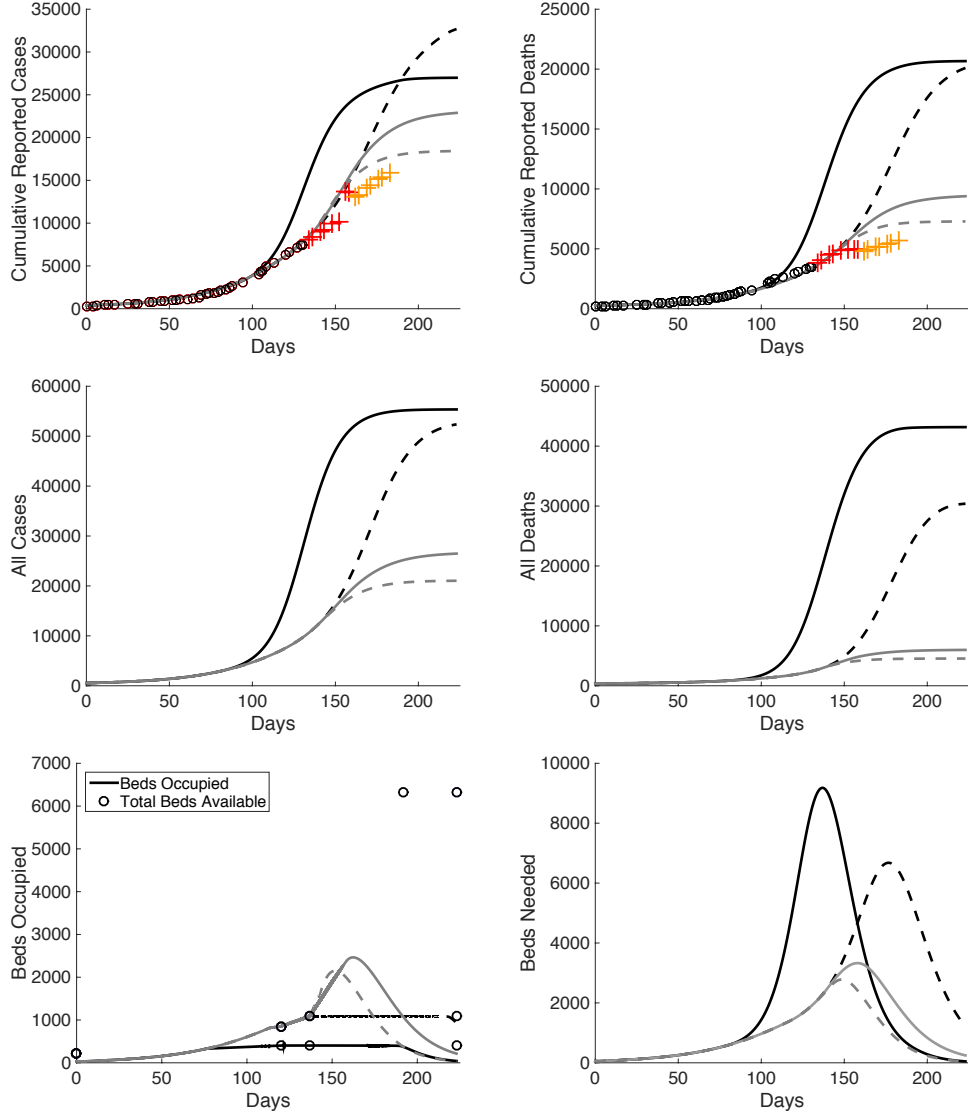 35000
30000
25000
20000
15000
10000
5000
0
Cumulative Reported Cases
0 50 100 150 200
Days
25000
20000
15000
10000
5000
0
Cumulative Reported Deaths
0 50 100 150 200
Days
60000
50000
40000
30000
20000
10000
0
All Cases
0 50 100 150 200
Days
50000
40000
30000
20000
10000
0
All Deaths
0 50 100 150 200
Days
7000
6000
5000
4000
3000
2000
1000
0
Beds Occupied
Beds Occupied
Total Beds Available
0 50 100 150 200
Days
10000
8000
6000
4000
2000
0
Beds Needed
0 50 100 150 200
Days